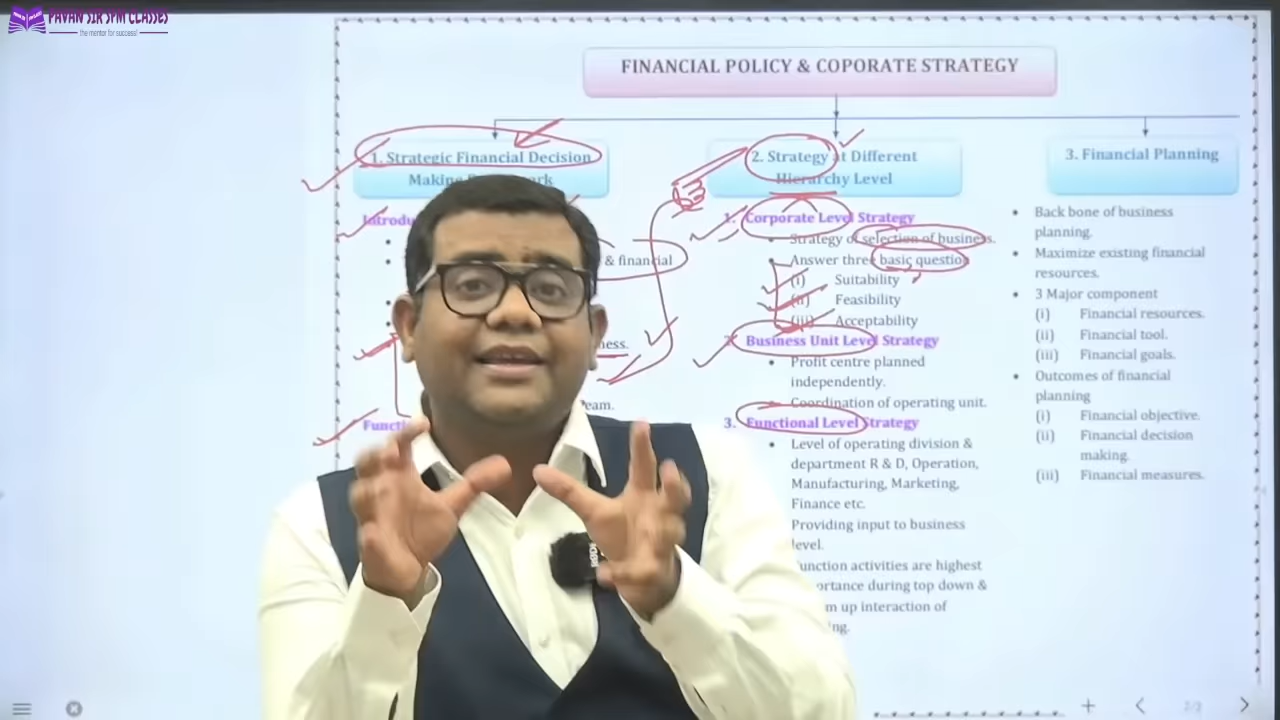 PAVAN SIR SPM CLASSES
the mentor for success!
FINANCIAL POLICY & COPORATE STRATEGY
1. Strategic Financial Decision
Making
Introdu
& financial
ness.
Team.
Functi
2. Strategy at Different
Hierarchy Level
1. Corporate Level Strategy
• Strategy of selection of business.
• Answer three basic question
(i) Suitability
(ii) Feasibility
(iii) Acceptability
2. Business Unit Level Strategy
• Profit centre planned
independently.
• Coordination of operating unit.
3. Functional Level Strategy
• Level of operating division &
department R & D, Operation,
Manufacturing, Marketing,
Finance etc.
Providing input to business
level.
unction activities are highest
ortance during top down &
m up interaction of
ng.
3. Financial Planning
• Back bone of business
planning.
• Maximize existing financial
resources.
• 3 Major component
(i) Financial resources.
(ii) Financial tool.
(iii) Financial goals.
• Outcomes of financial
planning
(i) Financial objective.
(ii) Financial decision
making.
(iii) Financial measures.